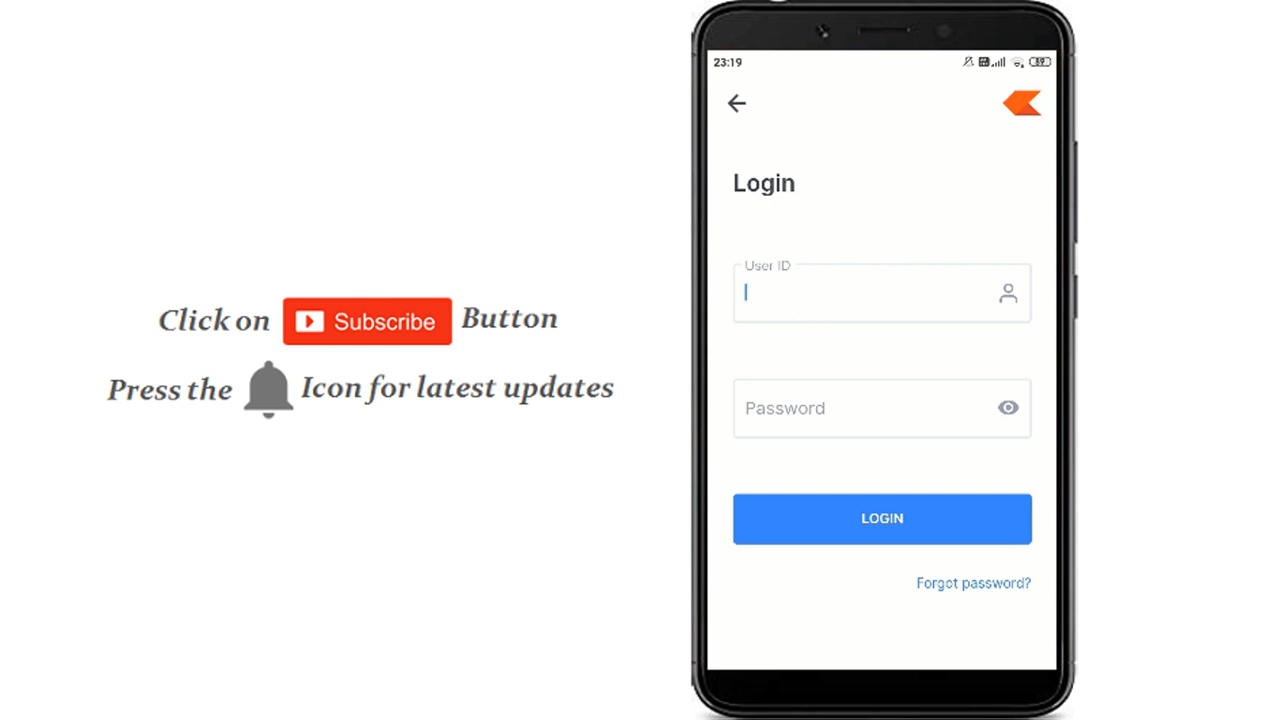 Click on Subscribe Button
Press the Icon for latest updates
23:19
Login
User ID
Password
LOGIN
Forgot password?